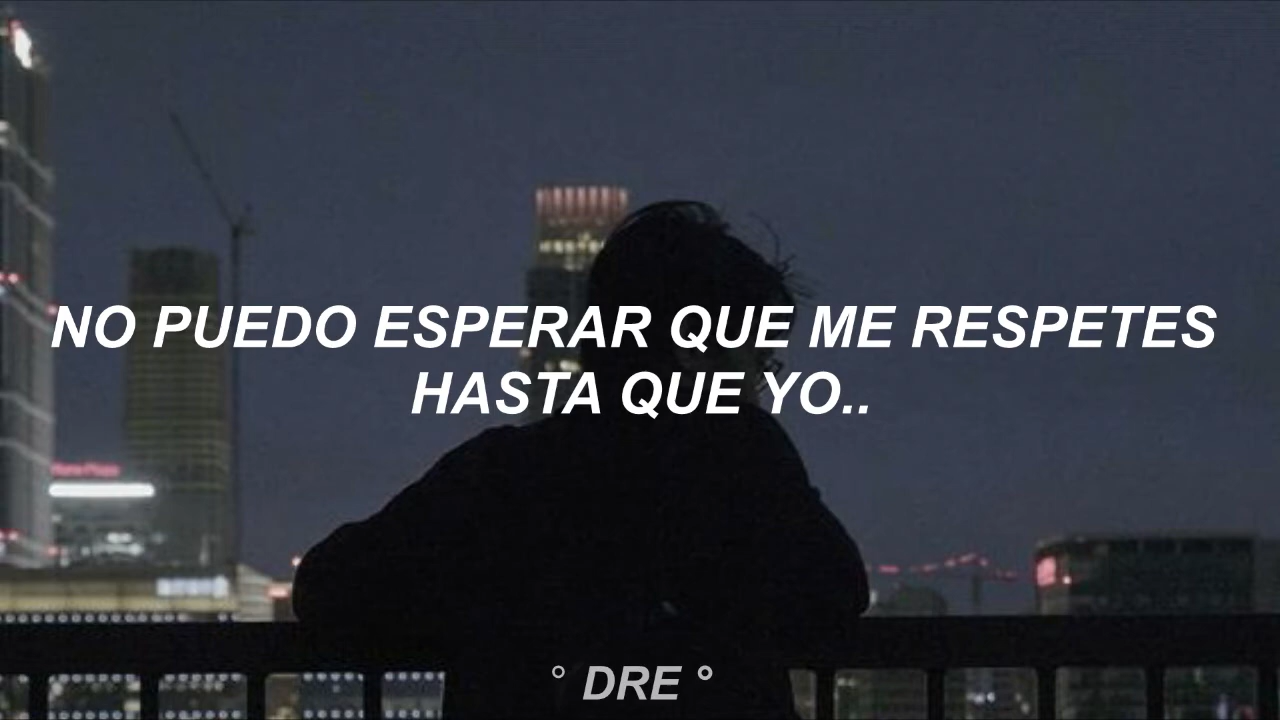 NO PUEDO ESPERAR QUE ME RESPETES
HASTA QUE YO..
° DRE °